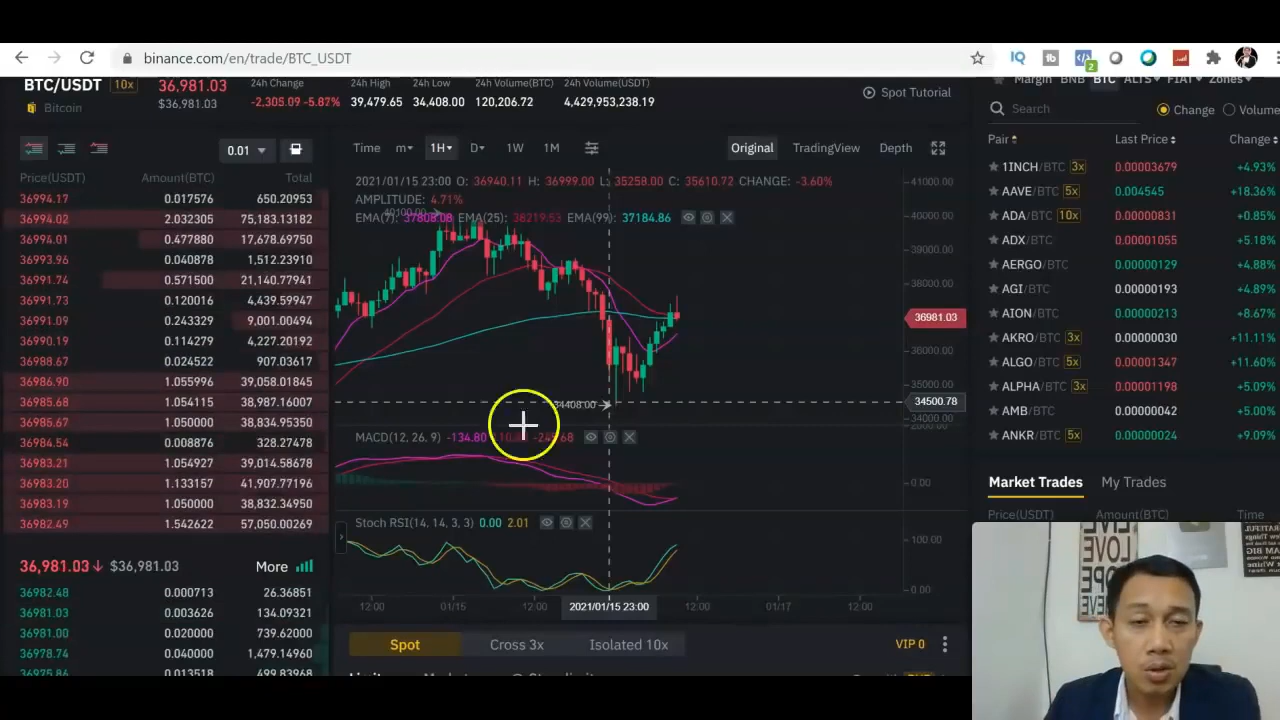 binance.com/en/trade/BTC_USDT
BTC/USDT 10x 36,981.03 24h Change 24h High 24h Low 24h Volume(BTC) 24h Volume(USDT)
Bitcoin $36,981.03 -2,305.09 -5.87% 39,479.65 34,408.00 120,206.72 4,429,953,238.19
Spot Tutorial
Margin BNB BTC ALTS FIAT Zones
Search Change Volume
0.01
Time m 1H D 1W 1M Original TradingView Depth
Price(USDT) Amount(BTC) Total
36994.17 0.017576 650.20953
36994.02 2.032305 75,183.13182
36994.01 0.477880 17,678.69750
36993.96 0.040878 1,512.23910
36991.74 0.571500 21,140.77941
36991.73 0.120016 4,439.59947
36991.09 0.243329 9,001.00494
36990.19 0.114279 4,227.20192
36988.67 0.024522 907.03617
36986.90 1.055996 39,058.01845
36985.68 1.054115 38,987.16007
36985.67 1.050000 38,834.95350
36984.54 0.008876 328.27478
36983.21 1.054927 39,014.58678
36983.20 1.133157 41,907.77196
36983.19 1.050000 38,832.34950
36982.49 1.542622 57,050.00269
36,981.03 $36,981.03 More
36982.48 0.000713 26.36851
36981.03 0.003626 134.09321
36981.00 0.020000 739.62000
36978.74 0.040000 1,479.14960
36975.86 0.013518 499.83968
2021/01/15 23:00 O: 36940.11 H: 36999.00 L: 35258.00 C: 35610.72 CHANGE: -3.60%
AMPLITUDE: 4.71%
EMA(7): 37808.08 EMA(25): 38219.53 EMA(99): 37184.86
40100.00
41000.00
40000.00
39000.00
38000.00
36981.03
36000.00
35000.00
34500.78
34408.00
34000.00
MACD(12, 26, 9) -134.80
0.00
Stoch RSI(14, 14, 3, 3) 0.00 2.01
100.00
0.00
12:00 01/15 12:00 2021/01/15 23:00 12:00 01/17 12:00
Spot Cross 3x Isolated 10x VIP 0
Pair Last Price Change
1INCH/BTC 3x 0.00003679 +4.93%
AAVE/BTC 5x 0.004545 +18.36%
ADA/BTC 10x 0.00000831 +0.85%
ADX/BTC 0.00001055 +5.18%
AERGO/BTC 0.00000129 +4.88%
AGI/BTC 0.00000193 +4.89%
AION/BTC 0.00000213 +8.67%
AKRO/BTC 3x 0.00000030 +11.11%
ALGO/BTC 5x 0.00001347 +11.60%
ALPHA/BTC 3x 0.00001198 +5.09%
AMB/BTC 0.00000042 +5.00%
ANKR/BTC 5x 0.00000024 +9.09%
Market Trades My Trades
Price(USDT) Amount(BTC) Time
LIVE
LOVE